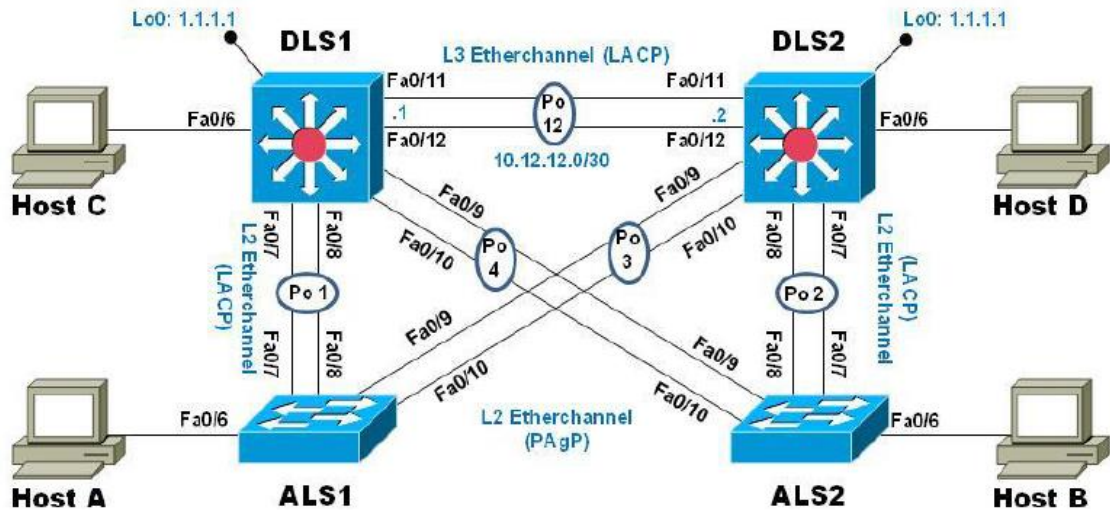 Lo0: 1.1.1.1
Lo0: 1.1.1.1
DLS1
DLS2
L3 Etherchannel (LACP)
Fa0/11
Fa0/11
Po
12
.1
.2
Fa0/6
Fa0/6
Fa0/12
Fa0/12
10.12.12.0/30
Host C
Host D
Fa0/9
Fa0/9
Fa0/7
Fa0/8
Fa0/10
Po
4
Po
3
Fa0/10
Fa0/8
Fa0/7
L2 Etherchannel
(LACP)
Po 1
Po 2
L2 Etherchannel
(LACP)
Fa0/7
Fa0/8
Fa0/9
Fa0/10
Fa0/9
Fa0/10
Fa0/8
Fa0/7
Fa0/6
L2 Etherchannel
(PAgP)
Fa0/6
Host A
ALS1
ALS2
Host B